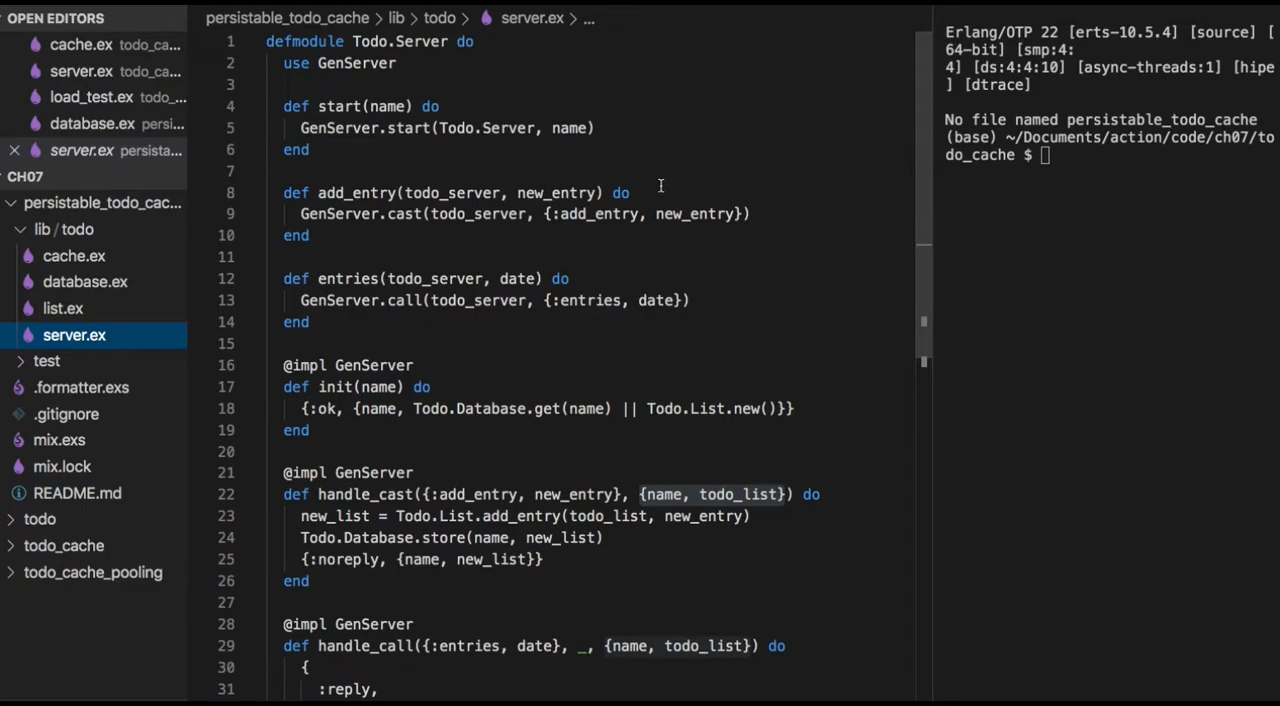 OPEN EDITORS
cache.ex todo_ca...
server.ex todo_ca...
load_test.ex todo_...
database.ex persi...
server.ex persista...
CH07
persistable_todo_cac...
lib / todo
cache.ex
database.ex
list.ex
server.ex
test
.formatter.exs
.gitignore
mix.exs
mix.lock
README.md
todo
todo_cache
todo_cache_pooling
persistable_todo_cache > lib > todo > server.ex > ...
1 defmodule Todo.Server do
2 use GenServer
3
4 def start(name) do
5 GenServer.start(Todo.Server, name)
6 end
7
8 def add_entry(todo_server, new_entry) do
9 GenServer.cast(todo_server, {:add_entry, new_entry})
10 end
11
12 def entries(todo_server, date) do
13 GenServer.call(todo_server, {:entries, date})
14 end
15
16 @impl GenServer
17 def init(name) do
18 {:ok, {name, Todo.Database.get(name) || Todo.List.new()}}
19 end
20
21 @impl GenServer
22 def handle_cast({:add_entry, new_entry}, {name, todo_list}) do
23 new_list = Todo.List.add_entry(todo_list, new_entry)
24 Todo.Database.store(name, new_list)
25 {:noreply, {name, new_list}}
26 end
27
28 @impl GenServer
29 def handle_call({:entries, date}, _, {name, todo_list}) do
30 {
31 :reply,
Erlang/OTP 22 [erts-10.5.4] [source] [
64-bit] [smp:4:
4] [ds:4:4:10] [async-threads:1] [hipe
] [dtrace]
No file named persistable_todo_cache
(base) ~/Documents/action/code/ch07/to
do_cache $